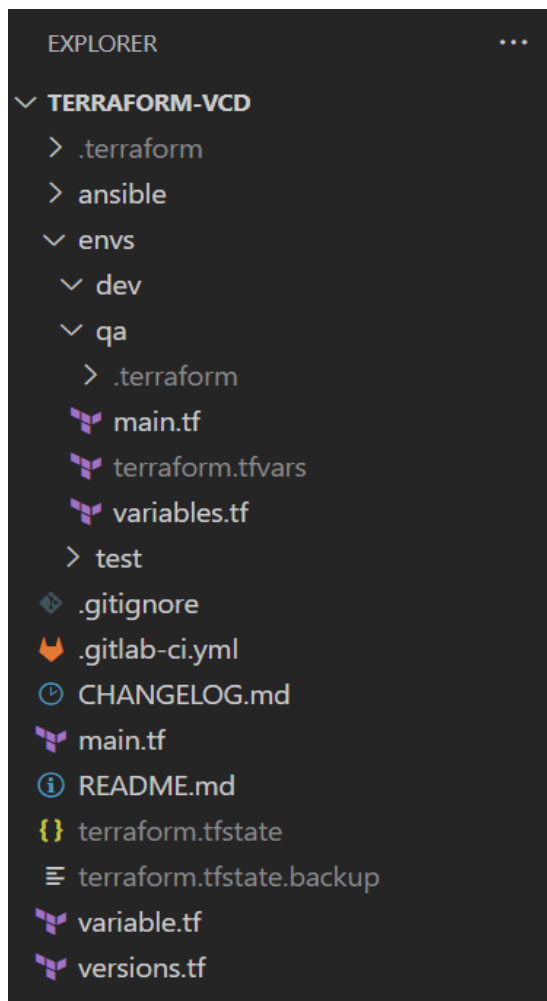 EXPLORER ...
TERRAFORM-VCD
.terraform
ansible
envs
dev
qa
.terraform
main.tf
terraform.tfvars
variables.tf
test
.gitignore
.gitlab-ci.yml
CHANGELOG.md
main.tf
README.md
terraform.tfstate
terraform.tfstate.backup
variable.tf
versions.tf